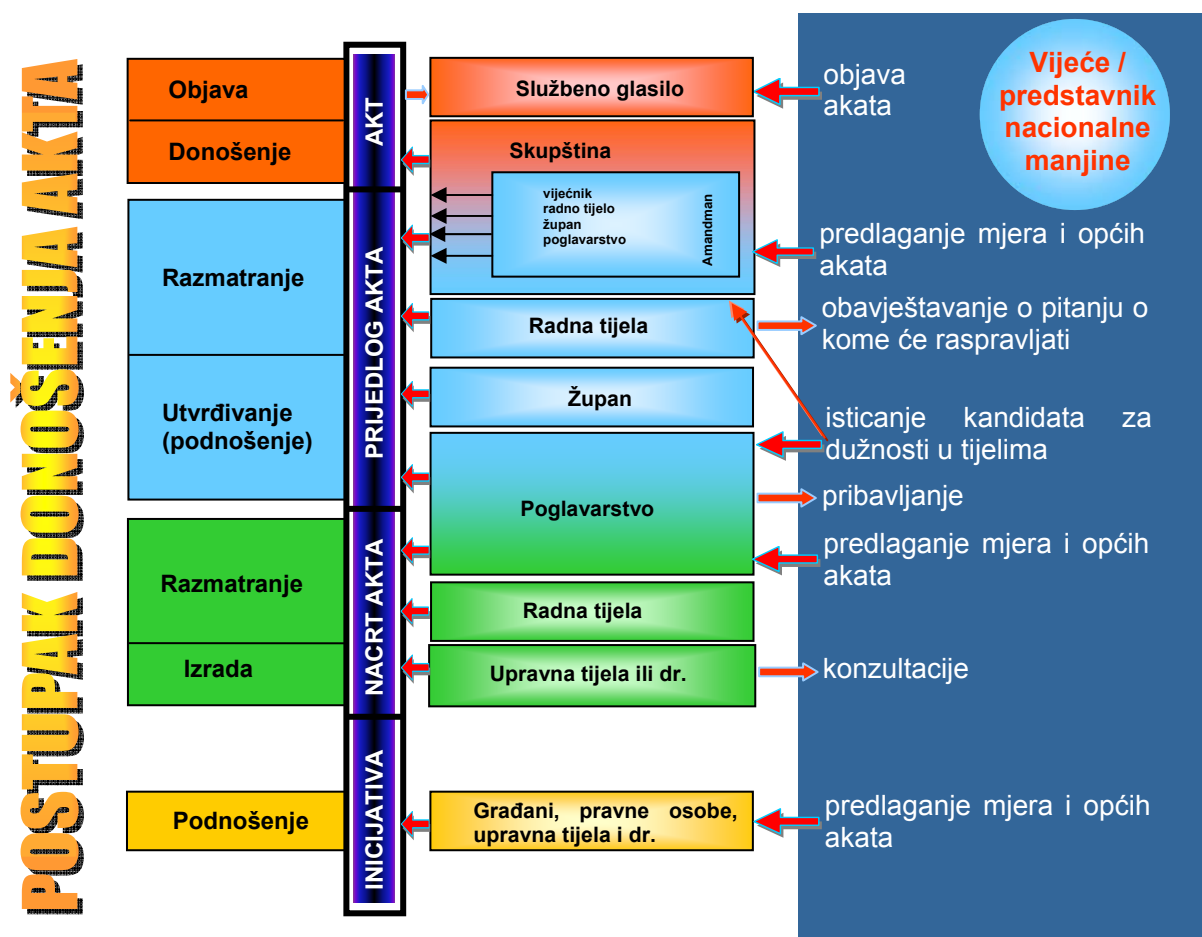 POSTUPAK DONOŠENJA AKTA
Objava
Donošenje
Razmatranje
Utvrđivanje
(podnošenje)
Razmatranje
Izrada
Podnošenje
AKT
PRIJEDLOG AKTA
NACRT AKTA
INICIJATIVA
Službeno glasilo
Skupština
vijećnik
radno tijelo
župan
poglavarstvo
Amandman
Radna tijela
Župan
Poglavarstvo
Radna tijela
Upravna tijela ili dr.
Građani, pravne osobe,
upravna tijela i dr.
Vijeće /
predstavnik
nacionalne
manjine
objava
akata
predlaganje mjera i općih
akata
obavještavanje o pitanju o
kome će raspravljati
isticanje kandidata za
dužnosti u tijelima
pribavljanje
predlaganje mjera i općih
akata
konzultacije
predlaganje mjera i općih
akata